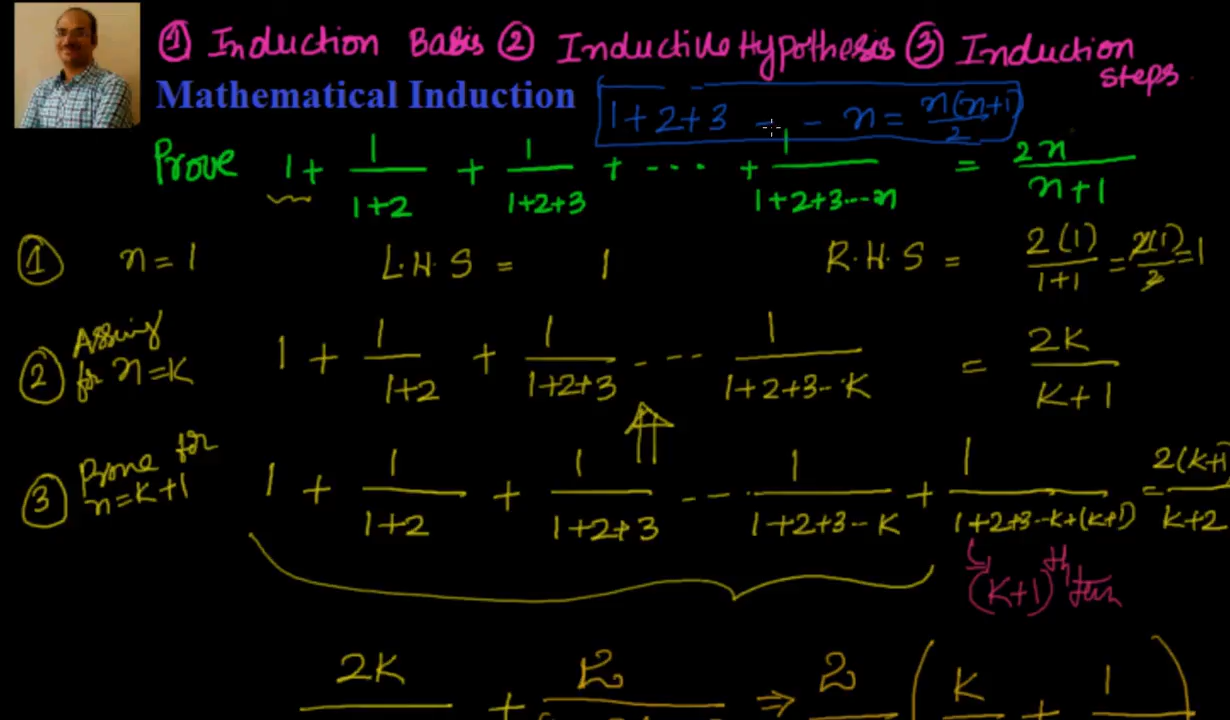 ① Induction Basis ② Inductive Hypothesis ③ Induction steps
Mathematical Induction
1+2+3 - - n = n(n+1)/2
Prove 1 + 1/(1+2) + 1/(1+2+3) + ... + 1/(1+2+3...n) = 2n/(n+1)
① n = 1 L.H.S = 1 R.H.S = 2(1)/(1+1) = 2(1)/2 = 1
② for n=K 1 + 1/(1+2) + 1/(1+2+3) - - - 1/(1+2+3-..K) = 2K/(K+1)
③ Prove for n=K+1 1 + 1/(1+2) + 1/(1+2+3) - - - 1/(1+2+3--K) + 1/(1+2+3--K+(K+1)) = 2(K+1)/(K+2
(K+1)th
2K + 2 ⇒ 2 ( K + 1 )